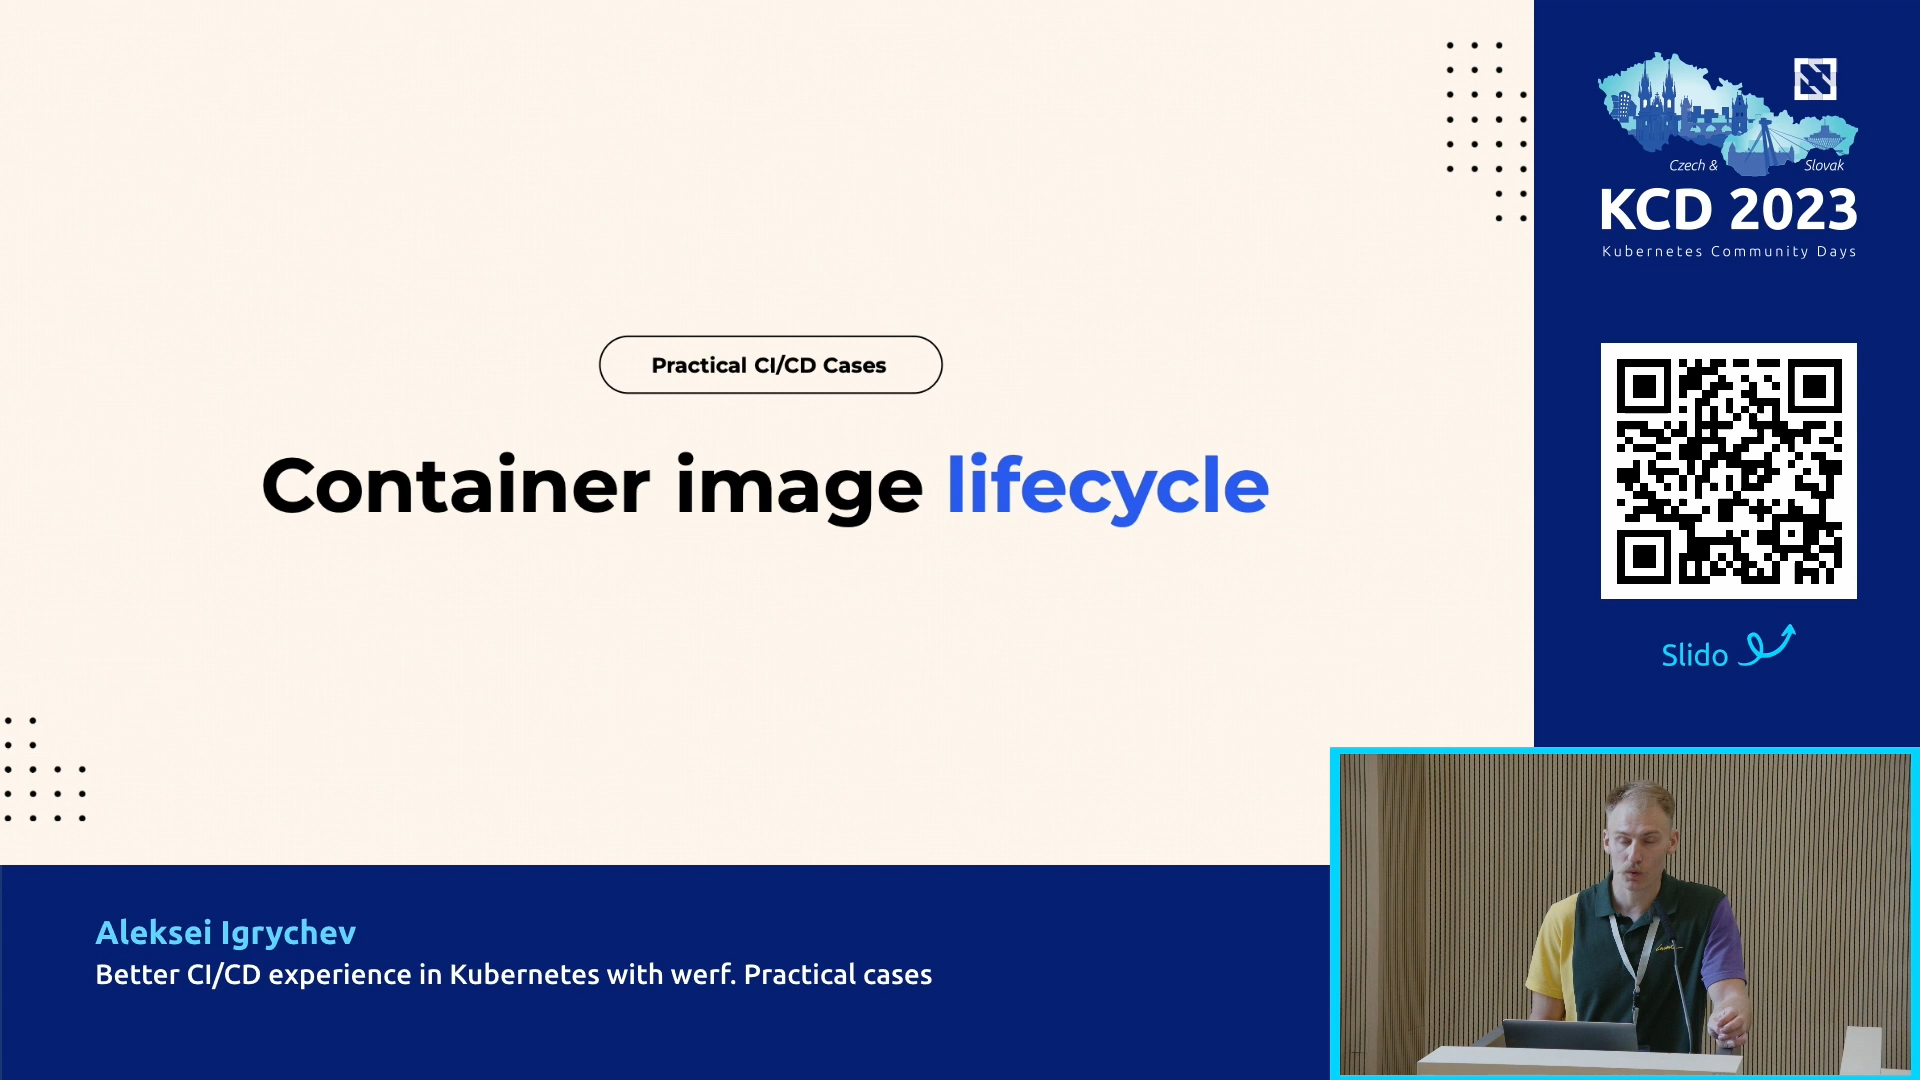 Practical CI/CD Cases
Container image lifecycle
Czech & Slovak
KCD 2023
Kubernetes Community Days
Slido
Aleksei Igrychev
Better CI/CD experience in Kubernetes with werf. Practical cases